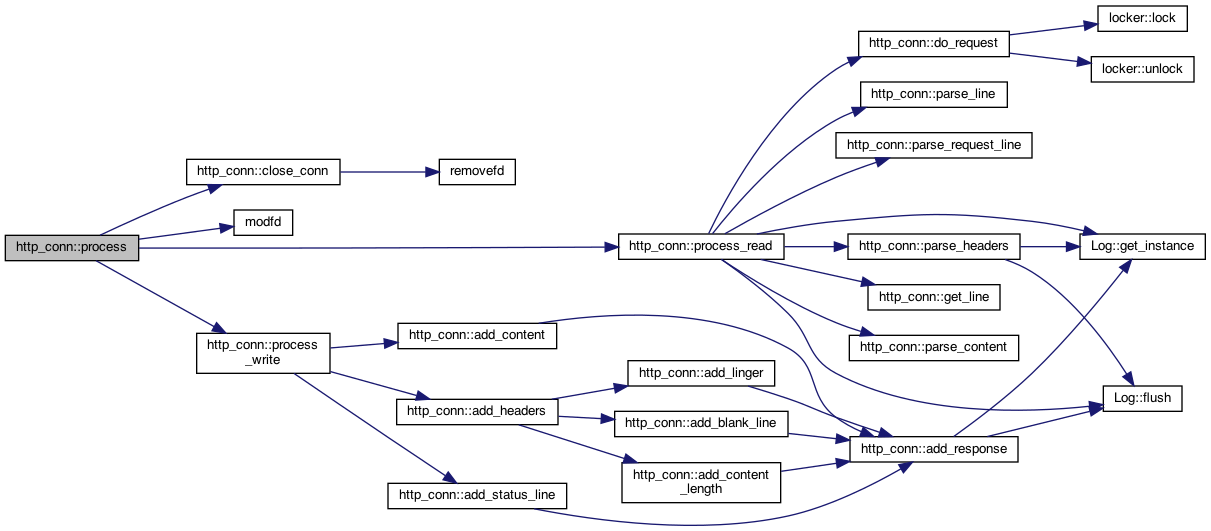 locker::lock
http_conn::do_request
locker::unlock
http_conn::parse_line
http_conn::parse_request_line
http_conn::close_conn
removefd
modfd
http_conn::process
http_conn::process_read
http_conn::parse_headers
Log::get_instance
http_conn::get_line
http_conn::process
_write
http_conn::add_content
http_conn::parse_content
http_conn::add_linger
http_conn::add_headers
Log::flush
http_conn::add_blank_line
http_conn::add_response
http_conn::add_content
_length
http_conn::add_status_line